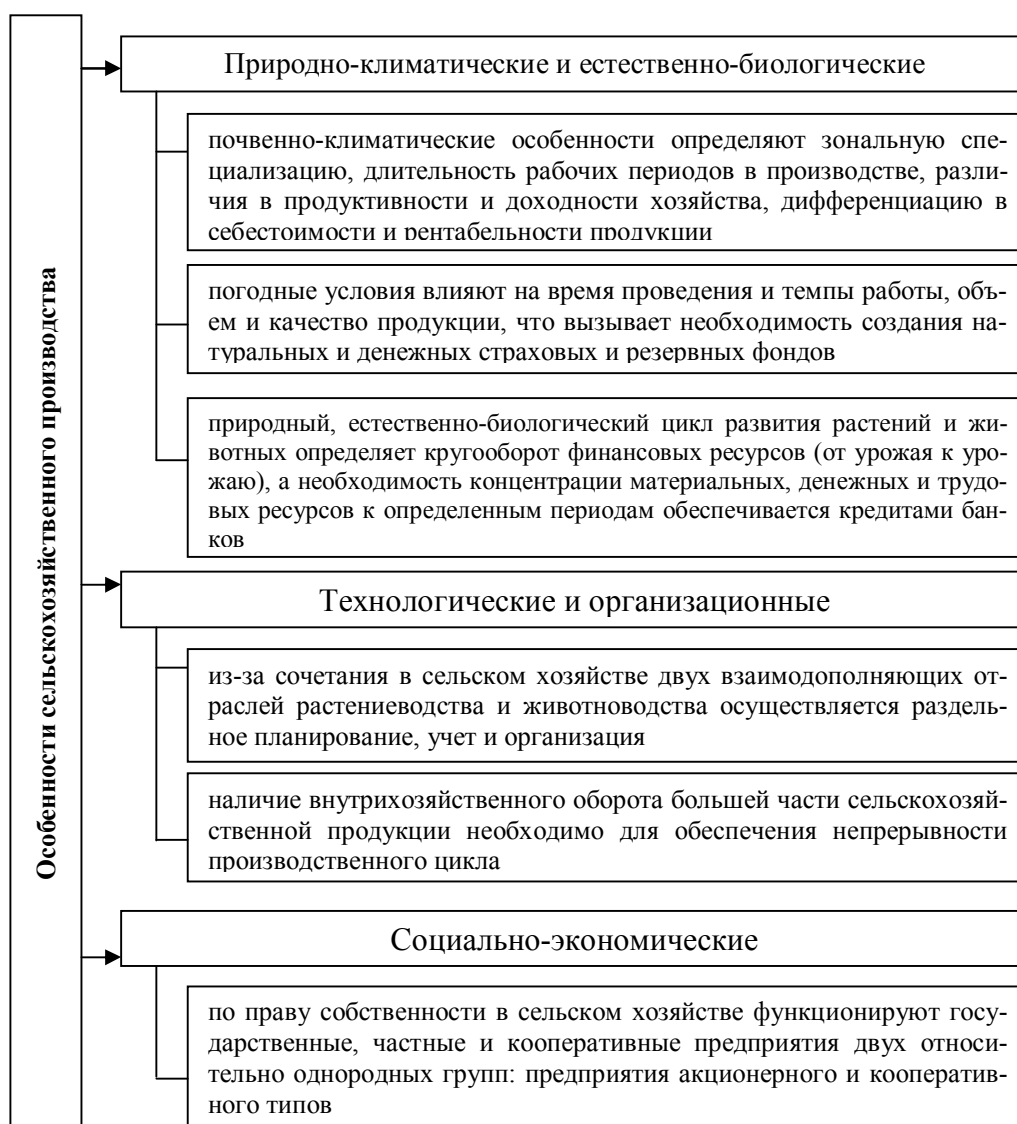 Особенности сельскохозяйственного производства
Природно-климатические и естественно-биологические
почвенно-климатические особенности определяют зональную спе-
циализацию, длительность рабочих периодов в производстве, разли-
чия в продуктивности и доходности хозяйства, дифференциацию в
себестоимости и рентабельности продукции
погодные условия влияют на время проведения и темпы работы, объ-
ем и качество продукции, что вызывает необходимость создания на-
туральных и денежных страховых и резервных фондов
природный, естественно-биологический цикл развития растений и жи-
вотных определяет кругооборот финансовых ресурсов (от урожая к уро-
жаю), а необходимость концентрации материальных, денежных и трудо-
вых ресурсов к определенным периодам обеспечивается кредитами бан-
ков
Технологические и организационные
из-за сочетания в сельском хозяйстве двух взаимодополняющих от-
раслей растениеводства и животноводства осуществляется раздель-
ное планирование, учет и организация
наличие внутрихозяйственного оборота большей части сельскохозяй-
ственной продукции необходимо для обеспечения непрерывности
производственного цикла
Социально-экономические
по праву собственности в сельском хозяйстве функционируют госу-
дарственные, частные и кооперативные предприятия двух относи-
тельно однородных групп: предприятия акционерного и кооператив-
ного типов